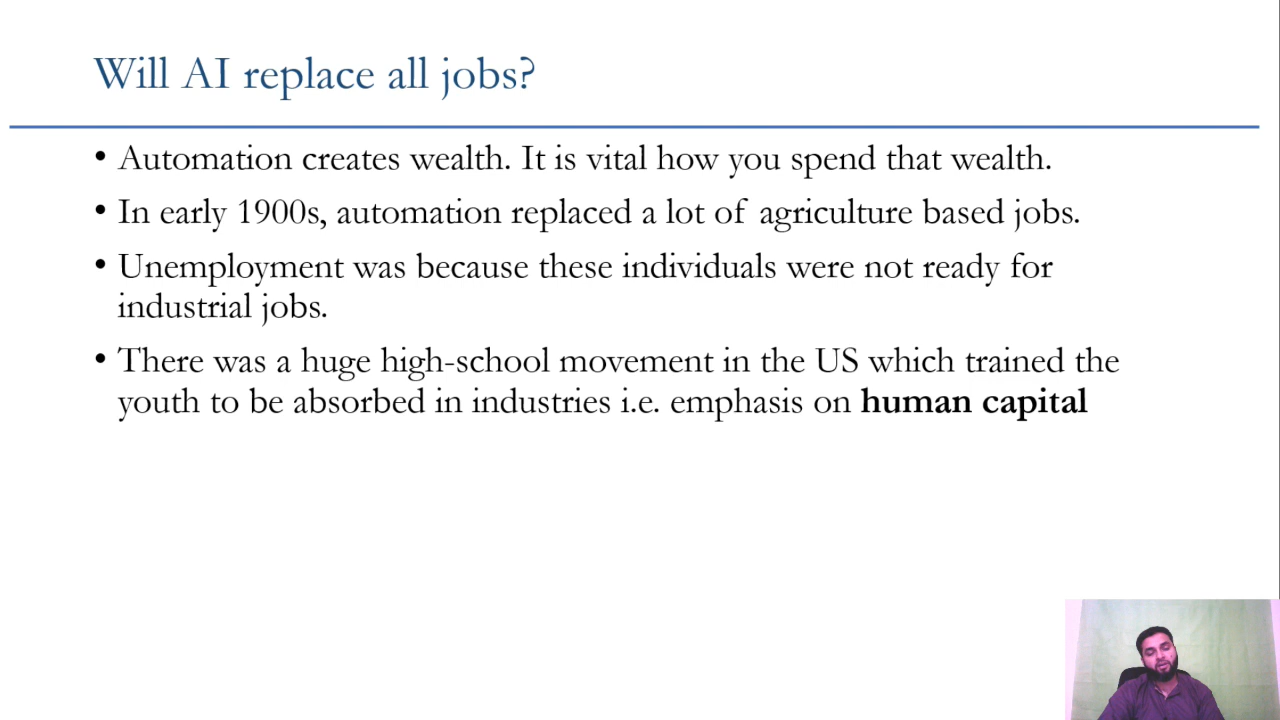 Will AI replace all jobs?
• Automation creates wealth. It is vital how you spend that wealth.
• In early 1900s, automation replaced a lot of agriculture based jobs.
• Unemployment was because these individuals were not ready for
industrial jobs.
• There was a huge high-school movement in the US which trained the
youth to be absorbed in industries i.e. emphasis on human capital